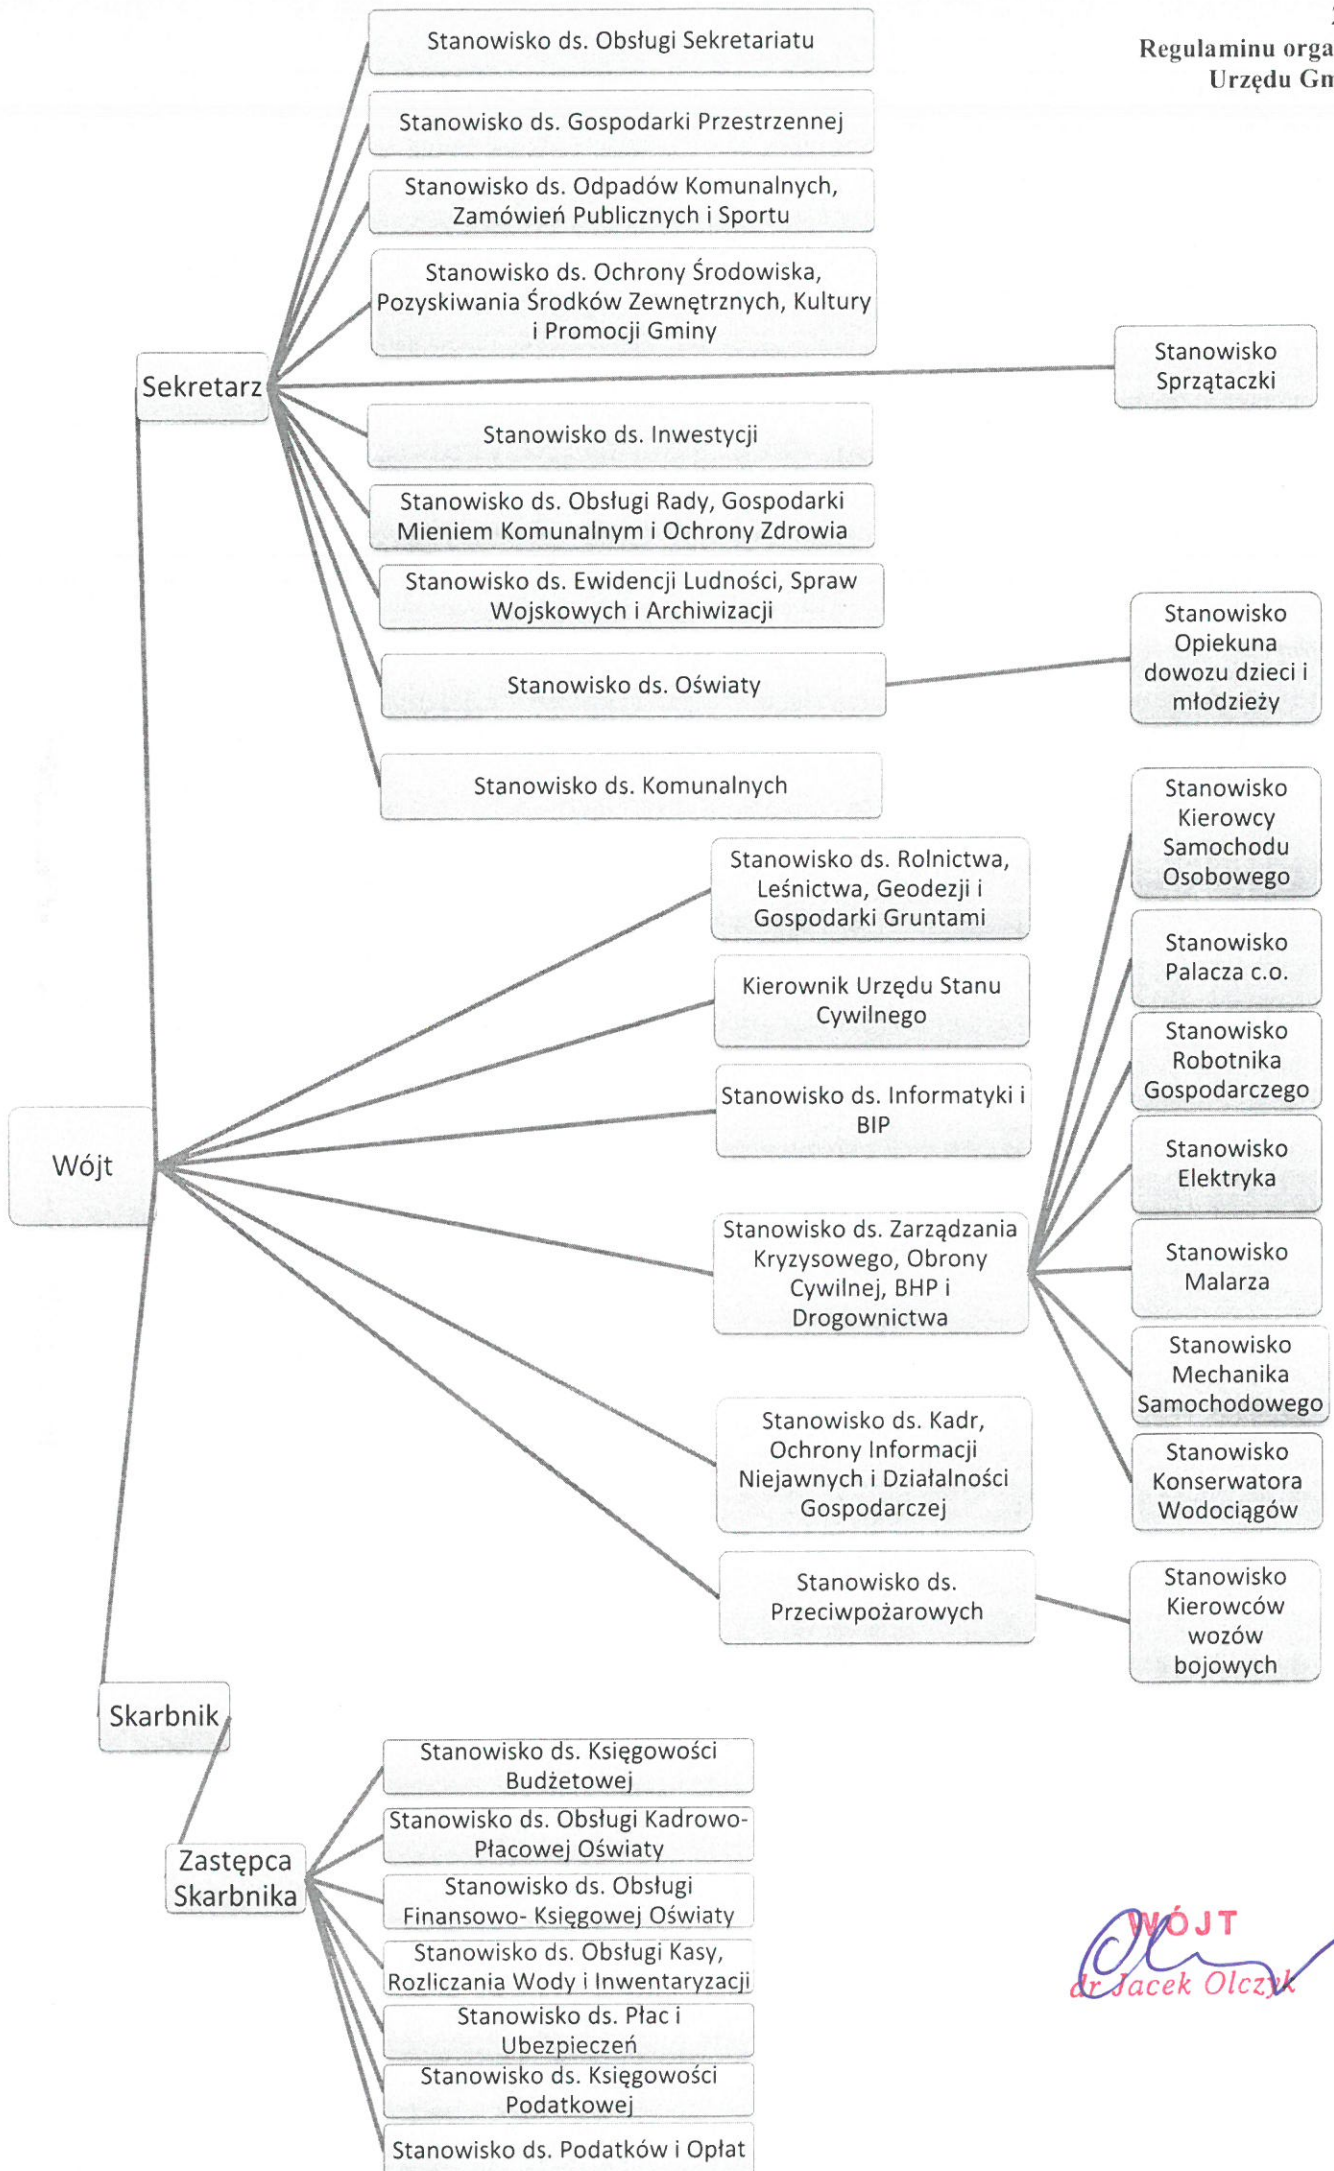 Regulaminu orga
Urzędu Gm
Stanowisko ds. Obsługi Sekretariatu
Stanowisko ds. Gospodarki Przestrzennej
Stanowisko ds. Odpadów Komunalnych,
Zamówień Publicznych i Sportu
Stanowisko ds. Ochrony Środowiska,
Pozyskiwania Środków Zewnętrznych, Kultury
i Promocji Gminy
Sekretarz
Stanowisko
Sprzątaczki
Stanowisko ds. Inwestycji
Stanowisko ds. Obsługi Rady, Gospodarki
Mieniem Komunalnym i Ochrony Zdrowia
Stanowisko ds. Ewidencji Ludności, Spraw
Wojskowych i Archiwizacji
Stanowisko ds. Oświaty
Stanowisko
Opiekuna
dowozu dzieci i
młodzieży
Stanowisko ds. Komunalnych
Wójt
Stanowisko ds. Rolnictwa,
Leśnictwa, Geodezji i
Gospodarki Gruntami
Kierownik Urzędu Stanu
Cywilnego
Stanowisko ds. Informatyki i
BIP
Stanowisko ds. Zarządzania
Kryzysowego, Obrony
Cywilnej, BHP i
Drogownictwa
Stanowisko
Kierowcy
Samochodu
Osobowego
Stanowisko
Palacza c.o.
Stanowisko
Robotnika
Gospodarczego
Stanowisko
Elektryka
Stanowisko
Malarza
Stanowisko
Mechanika
Samochodowego
Stanowisko
Konserwatora
Wodociągów
Stanowisko ds. Kadr,
Ochrony Informacji
Niejawnych i Działalności
Gospodarczej
Stanowisko ds.
Przeciwpożarowych
Stanowisko
Kierowców
wozów
bojowych
Skarbnik
Zastępca
Skarbnika
Stanowisko ds. Księgowości
Budżetowej
Stanowisko ds. Obsługi Kadrowo-
Płacowej Oświaty
Stanowisko ds. Obsługi
Finansowo- Księgowej Oświaty
Stanowisko ds. Obsługi Kasy,
Rozliczania Wody i Inwentaryzacji
Stanowisko ds. Płac i
Ubezpieczeń
Stanowisko ds. Księgowości
Podatkowej
Stanowisko ds. Podatków i Opłat
WÓJT
dr Jacek Olczyk